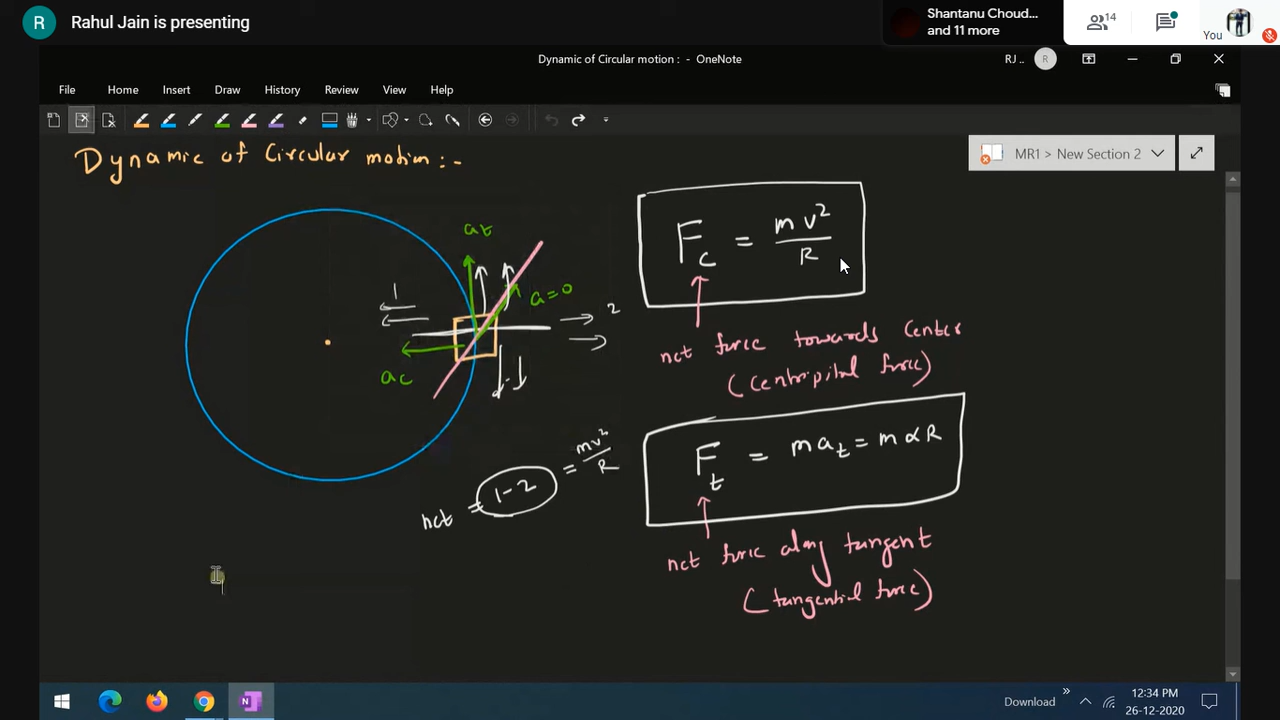 R Rahul Jain is presenting
Shantanu Choud...
and 11 more
14
You
Dynamic of Circular motion : - OneNote
RJ ..
R
File Home Insert Draw History Review View Help
MR1 > New Section 2
Dynamic of Circular motion :-
at
a=0
1
2
ac
Fc = mv²/R
net force towards center
(centripital force)
net = 1-2 = mv²/R
Ft = mat = mαR
net force along tangent
(tangential force)
Download
»
12:34 PM
26-12-2020